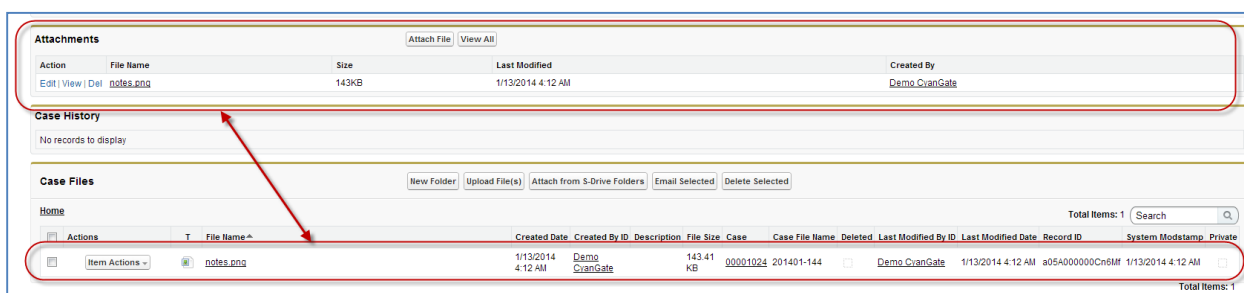 Attachments Attach File View All
Action File Name Size Last Modified Created By
Edit | View | Del notes.png 143KB 1/13/2014 4:12 AM Demo CyanGate
Case History
No records to display
Case Files New Folder Upload File(s) Attach from S-Drive Folders Email Selected Delete Selected
Home Total Items: 1 Search
Actions T File Name Created Date Created By ID Description File Size Case Case File Name Deleted Last Modified By ID Last Modified Date Record ID System Modstamp Private
Item Actions notes.png 1/13/2014 Demo 143.41 00001024 201401-144 Demo CyanGate 1/13/2014 4:12 AM a05A000000Cn6Mf 1/13/2014 4:12 AM
4:12 AM CyanGate KB
Total Items: 1